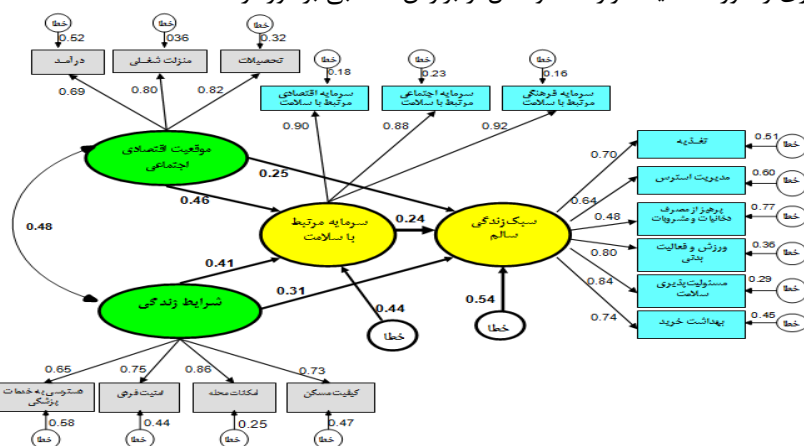 خطا
خطا
خطا
0.52
036
0.32
درآمد
منزلت شغلی
تحصیلات
0.69
0.80
0.82
خطا
خطا
خطا
0.18
0.23
0.16
سرمایه اقتصادی
مرتبط با سلامت
سرمایه اجتماعی
مرتبط با سلامت
سرمایه فرهنگی
مرتبط با سلامت
0.90
0.88
0.92
موقعیت اقتصادی
اجتماعی
0.25
0.46
0.48
سرمایه مرتبط
با سلامت
0.24
سبک زندگی
سالم
0.41
0.31
شرایط زندگی
0.44
خطا
0.54
خطا
0.70
تغذیه
0.51
خطا
0.64
مدیریت استرس
0.60
خطا
0.48
پرهیز از مصرف
دخانیات و مشروبات
0.77
خطا
0.80
ورزش و فعالیت
بدنی
0.36
خطا
0.84
مسئولیت‌پذیری
سلامت
0.29
خطا
0.74
بهداشت خرید
0.45
خطا
0.65
0.75
0.86
0.73
دسترسی به خدمات
پزشکی
امنیت فردی
امکانات محله
کیفیت مسکن
0.58
0.44
0.25
0.47
خطا
خطا
خطا
خطا